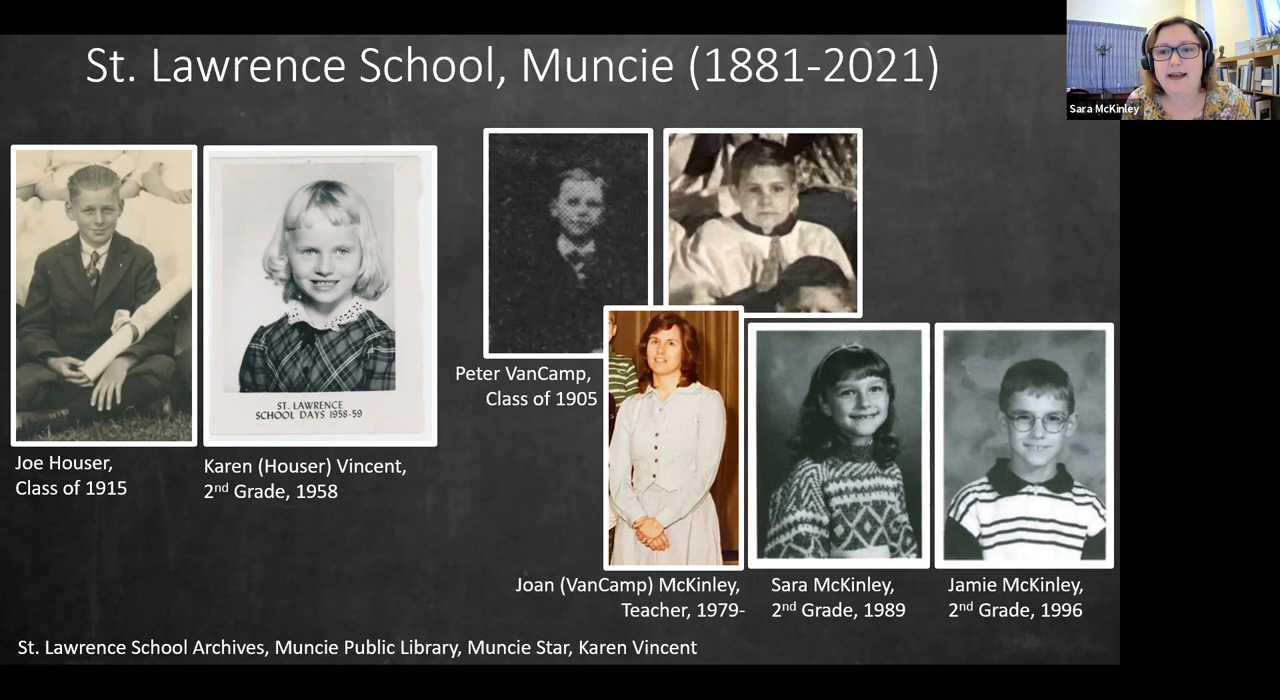 St. Lawrence School, Muncie (1881-2021)
Sara McKinley
ST. LAWRENCE
SCHOOL DAYS 1958-59
Joe Houser,
Class of 1915
Karen (Houser) Vincent,
2nd Grade, 1958
Peter VanCamp,
Class of 1905
Joan (VanCamp) McKinley,
Teacher, 1979-
Sara McKinley,
2nd Grade, 1989
Jamie McKinley,
2nd Grade, 1996
St. Lawrence School Archives, Muncie Public Library, Muncie Star, Karen Vincent